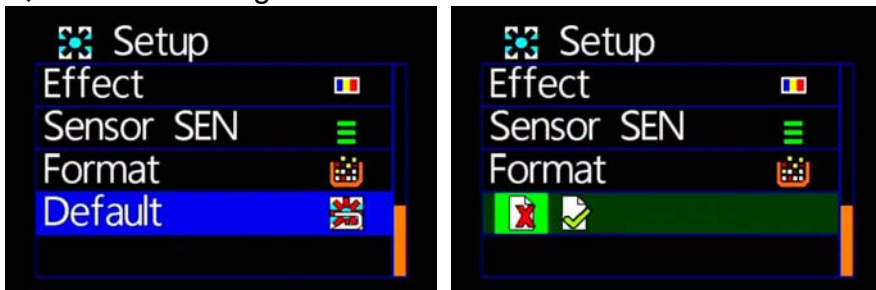 Setup
Effect
Sensor SEN
Format
Default
Setup
Effect
Sensor SEN
Format